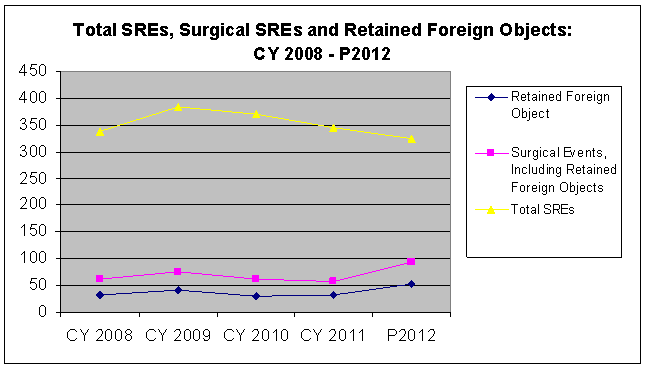 Total SREs, Surgical SREs and Retained Foreign Objects:
CY 2008 - P2012
450
400
350
300
250
200
150
100
50
0
CY 2008 CY 2009 CY 2010 CY 2011 P2012
Retained Foreign
Object
Surgical Events,
Including Retained
Foreign Objects
Total SREs